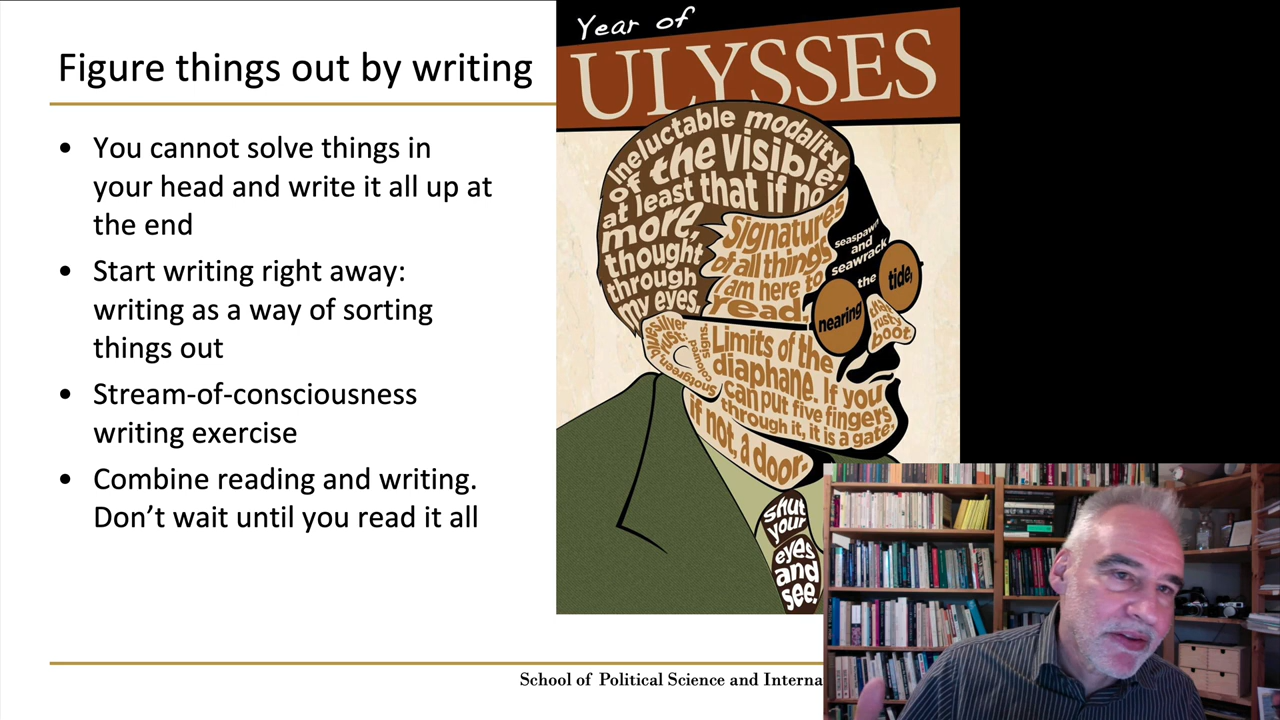 Figure things out by writing
• You cannot solve things in
your head and write it all up at
the end
• Start writing right away:
writing as a way of sorting
things out
• Stream-of-consciousness
writing exercise
• Combine reading and writing.
Don’t wait until you read it all
Year of
ULYSSES
Ineluctable modality
of the visible:
at least that if no
more,
thought
through
my eyes.
Signatures
of all things
I am here to
read,
seaspawn
and
seawrack
the
nearing
tide,
that
rusty
boot.
Snotgreen,
bluesilver,
rust:
coloured
signs.
Limits of the
diaphane. If you
can put five fingers
through it, it is a gate,
if not, a door.
Shut
your
eyes
and
see.
School of Political Science and Interna